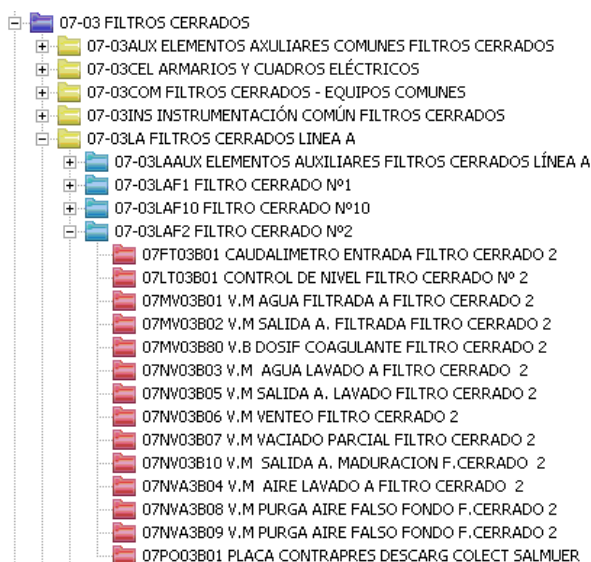 07-03 FILTROS CERRADOS
07-03AUX ELEMENTOS AXULIARES COMUNES FILTROS CERRADOS
07-03CEL ARMARIOS Y CUADROS ELÉCTRICOS
07-03COM FILTROS CERRADOS - EQUIPOS COMUNES
07-03INS INSTRUMENTACIÓN COMÚN FILTROS CERRADOS
07-03LA FILTROS CERRADOS LINEA A
07-03LAAUX ELEMENTOS AUXILIARES FILTROS CERRADOS LÍNEA A
07-03LAF1 FILTRO CERRADO Nº1
07-03LAF10 FILTRO CERRADO Nº10
07-03LAF2 FILTRO CERRADO Nº2
07FT03B01 CAUDALIMETRO ENTRADA FILTRO CERRADO 2
07LT03B01 CONTROL DE NIVEL FILTRO CERRADO Nº 2
07MV03B01 V.M AGUA FILTRADA A FILTRO CERRADO 2
07MV03B02 V.M SALIDA A. FILTRADA FILTRO CERRADO 2
07MV03B80 V.B DOSIF COAGULANTE FILTRO CERRADO 2
07NV03B03 V.M  AGUA LAVADO A FILTRO CERRADO  2
07NV03B05 V.M SALIDA A. LAVADO FILTRO CERRADO 2
07NV03B06 V.M VENTEO FILTRO CERRADO 2
07NV03B07 V.M VACIADO PARCIAL FILTRO CERRADO 2
07NV03B10 V.M  SALIDA A. MADURACION F.CERRADO  2
07NVA3B04 V.M  AIRE LAVADO A FILTRO CERRADO  2
07NVA3B08 V.M PURGA AIRE FALSO FONDO F.CERRADO 2
07NVA3B09 V.M PURGA AIRE FALSO FONDO F.CERRADO 2
07PO03B01 PLACA CONTRAPRES DESCARG COLECT SALMUER